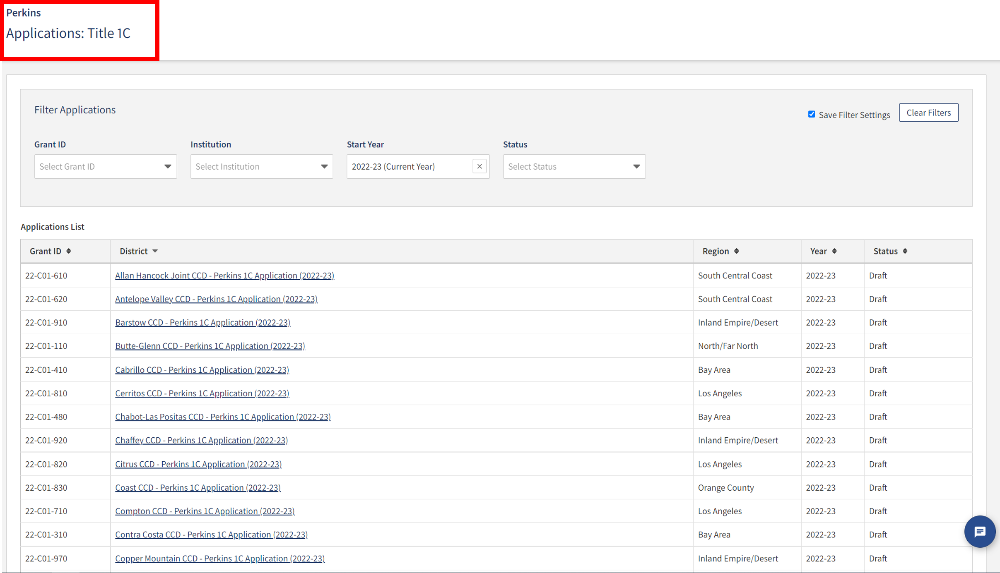 Perkins
Applications: Title 1C
Filter Applications
Save Filter Settings
Clear Filters
Grant ID Institution Start Year Status
Select Grant ID Select Institution 2022-23 (Current Year) Select Status
Applications List
Grant ID District Region Year Status
22-C01-610 Allan Hancock Joint CCD - Perkins 1C Application (2022-23) South Central Coast 2022-23 Draft
22-C01-620 Antelope Valley CCD - Perkins 1C Application (2022-23) South Central Coast 2022-23 Draft
22-C01-910 Barstow CCD - Perkins 1C Application (2022-23) Inland Empire/Desert 2022-23 Draft
22-C01-110 Butte-Glenn CCD - Perkins 1C Application (2022-23) North/Far North 2022-23 Draft
22-C01-410 Cabrillo CCD - Perkins 1C Application (2022-23) Bay Area 2022-23 Draft
22-C01-810 Cerritos CCD - Perkins 1C Application (2022-23) Los Angeles 2022-23 Draft
22-C01-480 Chabot-Las Positas CCD - Perkins 1C Application (2022-23) Bay Area 2022-23 Draft
22-C01-920 Chaffey CCD - Perkins 1C Application (2022-23) Inland Empire/Desert 2022-23 Draft
22-C01-820 Citrus CCD - Perkins 1C Application (2022-23) Los Angeles 2022-23 Draft
22-C01-830 Coast CCD - Perkins 1C Application (2022-23) Orange County 2022-23 Draft
22-C01-710 Compton CCD - Perkins 1C Application (2022-23) Los Angeles 2022-23 Draft
22-C01-310 Contra Costa CCD - Perkins 1C Application (2022-23) Bay Area 2022-23 Draft
22-C01-970 Copper Mountain CCD - Perkins 1C Application (2022-23) Inland Empire/Desert 2022-23 Draft